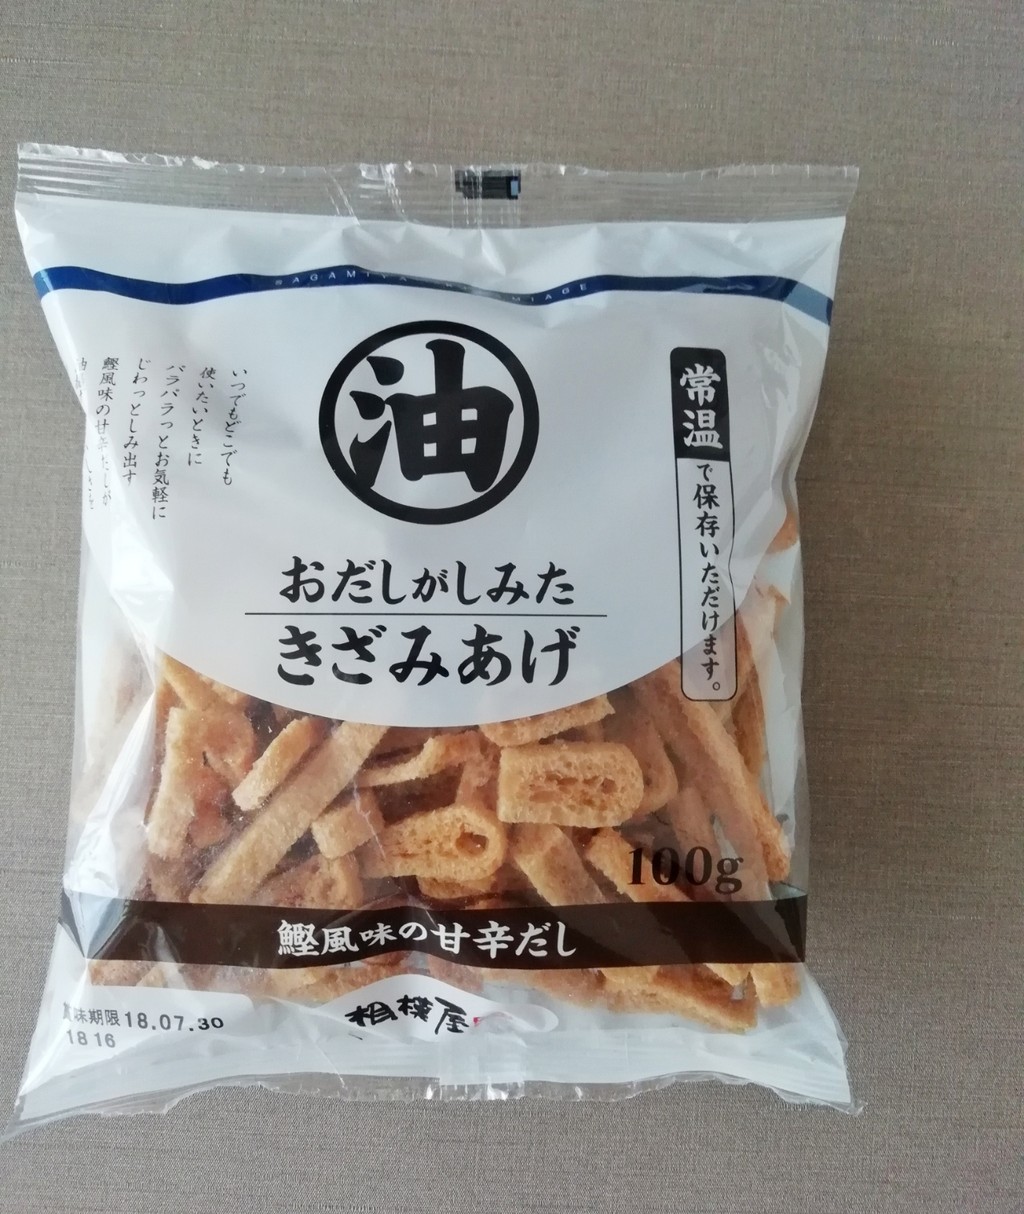 SAGAMIYA
油
常温
で保存いただけます。
いつでもどこでも
使いたいときに
パラパラっとお気軽に
じわっとしみ出す
鰹風味の甘辛だしが
おだしがしみた
きざみあげ
100g
鰹風味の甘辛だし
相模屋
味期限 18.07.30
1816